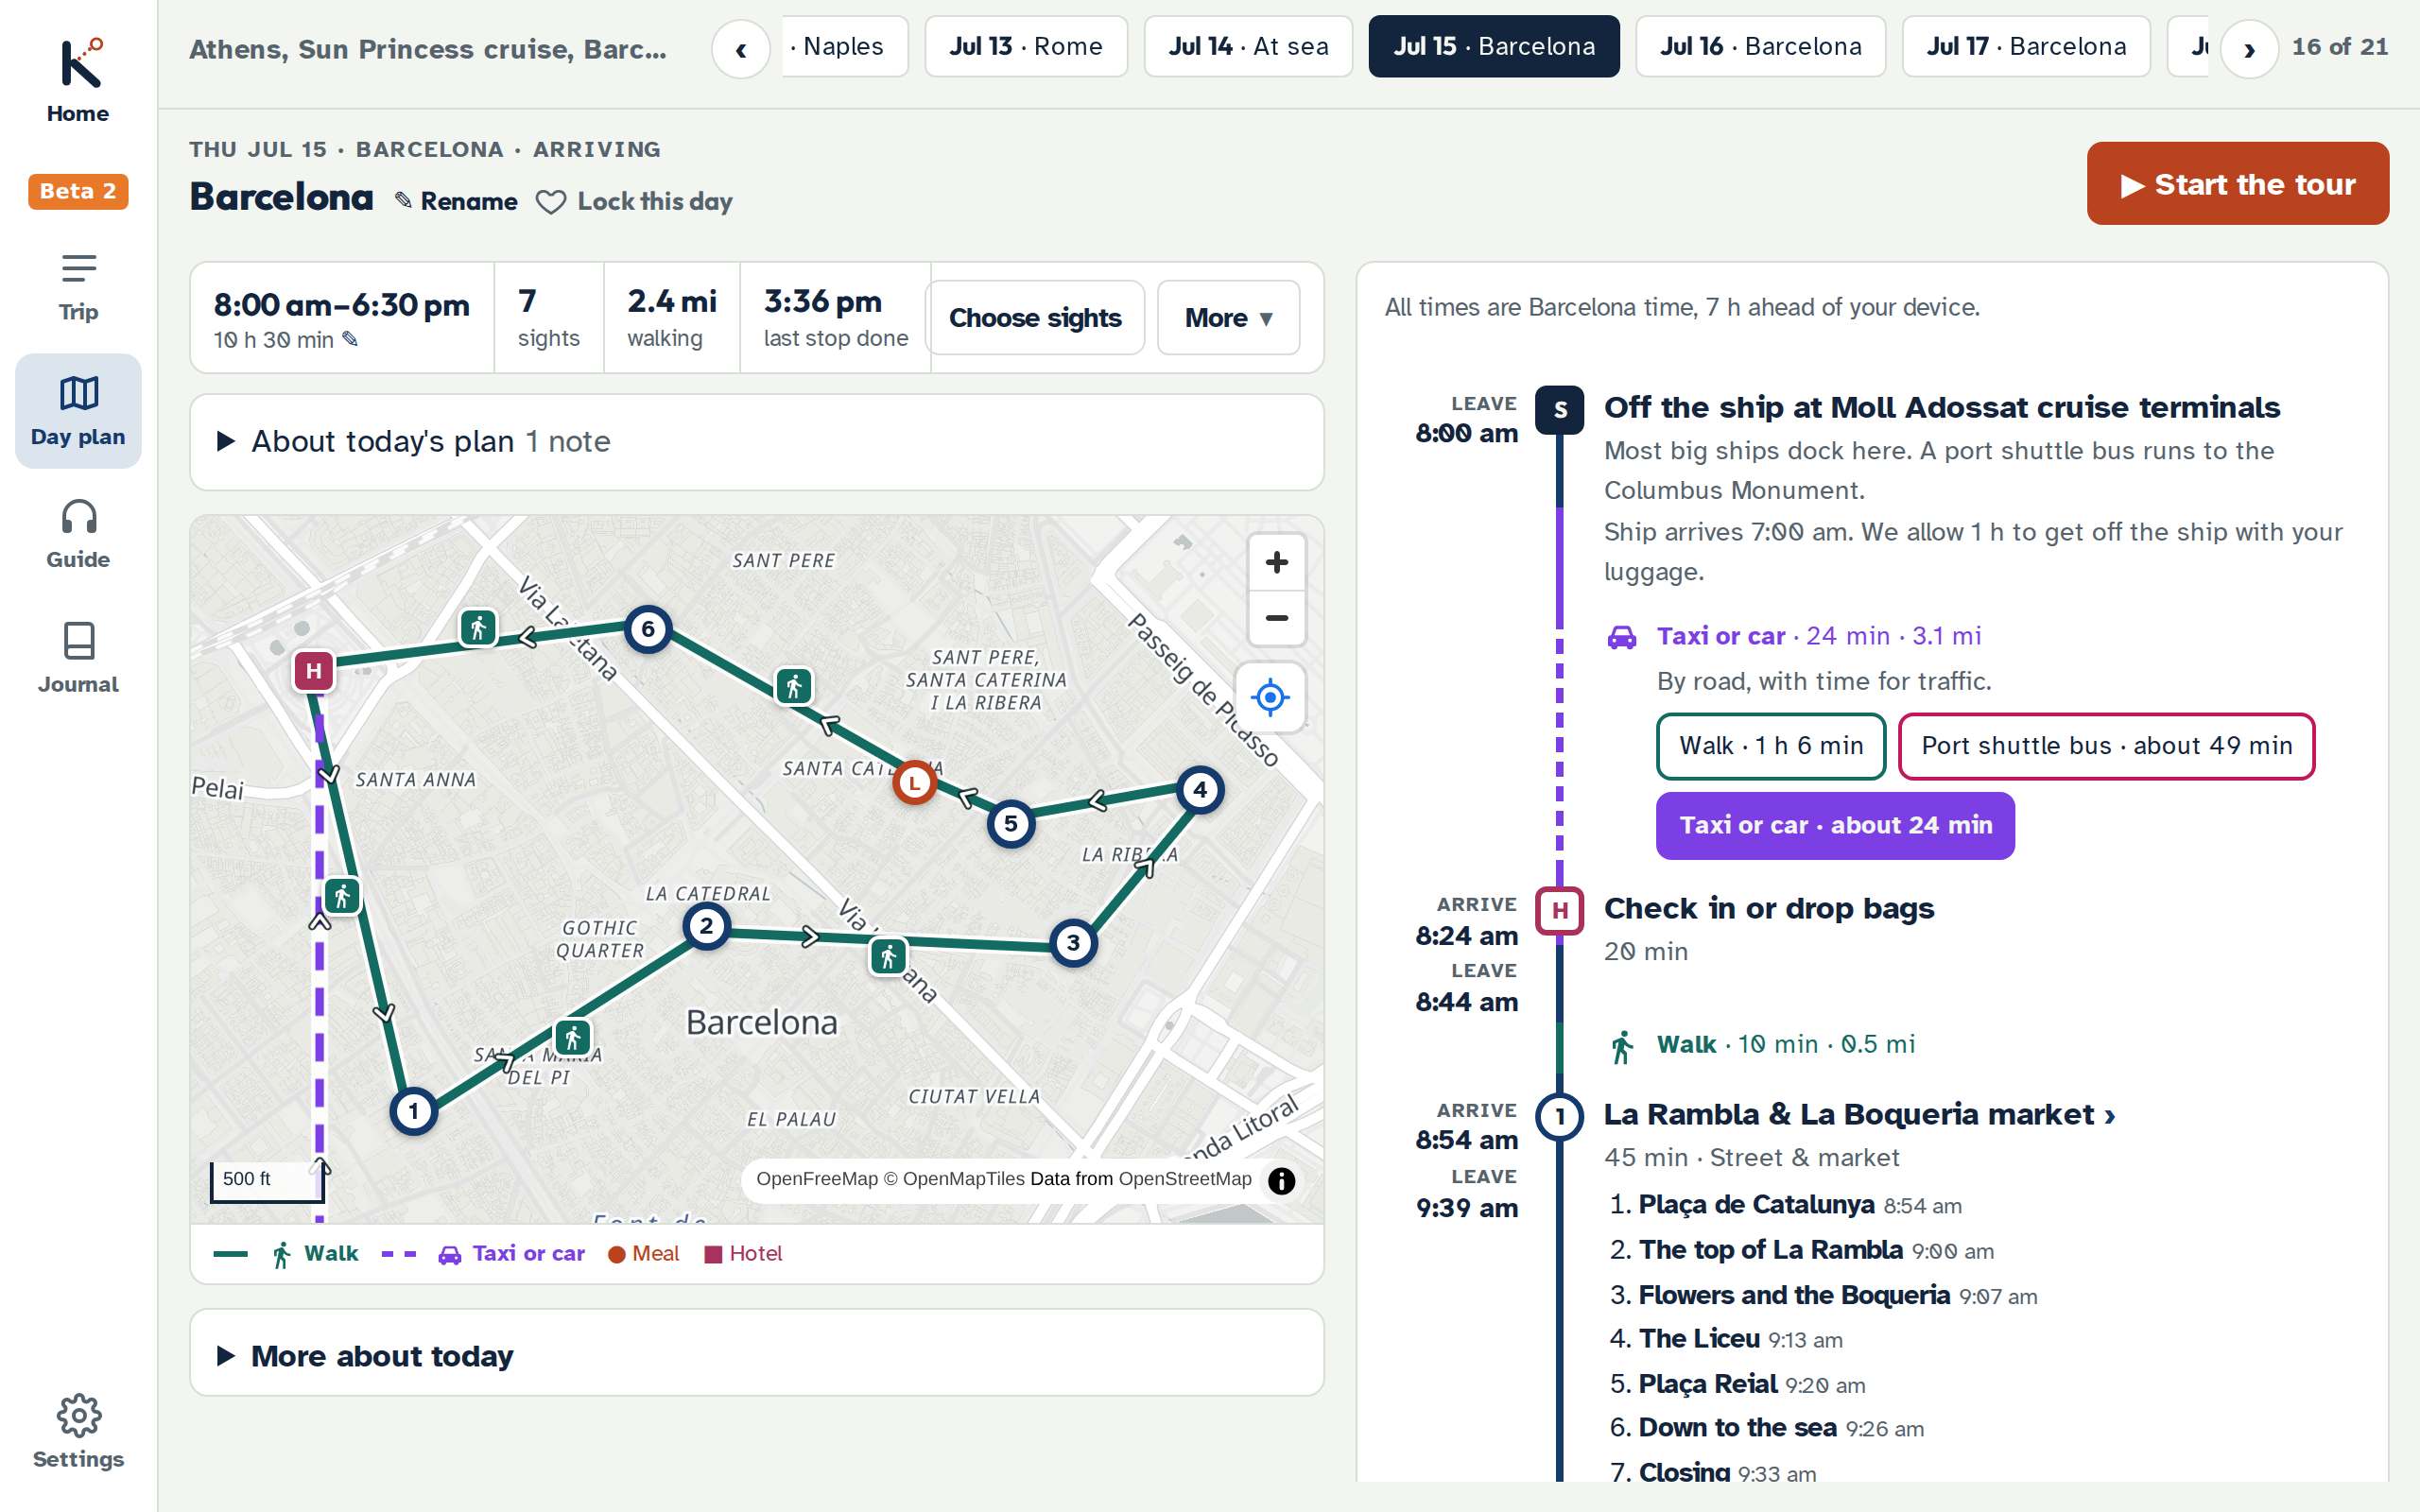 Athens, Sun Princess cruise, Barc...
‹
· Naples
Jul 13 · Rome
Jul 14 · At sea
Jul 15 · Barcelona
Jul 16 · Barcelona
Jul 17 · Barcelona
›
16 of 21
Home
Beta 2
Trip
Day plan
Guide
Journal
Settings
THU JUL 15 · BARCELONA · ARRIVING
Barcelona ✎ Rename Lock this day
▶ Start the tour
8:00 am–6:30 pm
10 h 30 min ✎
7
sights
2.4 mi
walking
3:36 pm
last stop done
Choose sights
More ▼
▶ About today's plan 1 note
SANT PERE
SANT PERE,
SANTA CATERINA
I LA RIBERA
Passeig de Picasso
+
−
6
H
L
SANTA ANNA
Pelai
4
5
LA CATEDRAL
2
GOTHIC
QUARTER
3
Barcelona
DEL PI
1
EL PALAU
CIUTAT VELLA
500 ft
OpenFreeMap © OpenMapTiles Data from OpenStreetMap
Walk
Taxi or car
Meal
Hotel
▶ More about today
All times are Barcelona time, 7 h ahead of your device.
LEAVE
8:00 am
S
Off the ship at Moll Adossat cruise terminals
Most big ships dock here. A port shuttle bus runs to the
Columbus Monument.
Ship arrives 7:00 am. We allow 1 h to get off the ship with your
luggage.
Taxi or car · 24 min · 3.1 mi
By road, with time for traffic.
Walk · 1 h 6 min
Port shuttle bus · about 49 min
Taxi or car · about 24 min
ARRIVE
8:24 am
LEAVE
8:44 am
H
Check in or drop bags
20 min
Walk · 10 min · 0.5 mi
ARRIVE
8:54 am
LEAVE
9:39 am
1
La Rambla & La Boqueria market ›
45 min · Street & market
1. Plaça de Catalunya 8:54 am
2. The top of La Rambla 9:00 am
3. Flowers and the Boqueria 9:07 am
4. The Liceu 9:13 am
5. Plaça Reial 9:20 am
6. Down to the sea 9:26 am
7. Closing 9:33 am